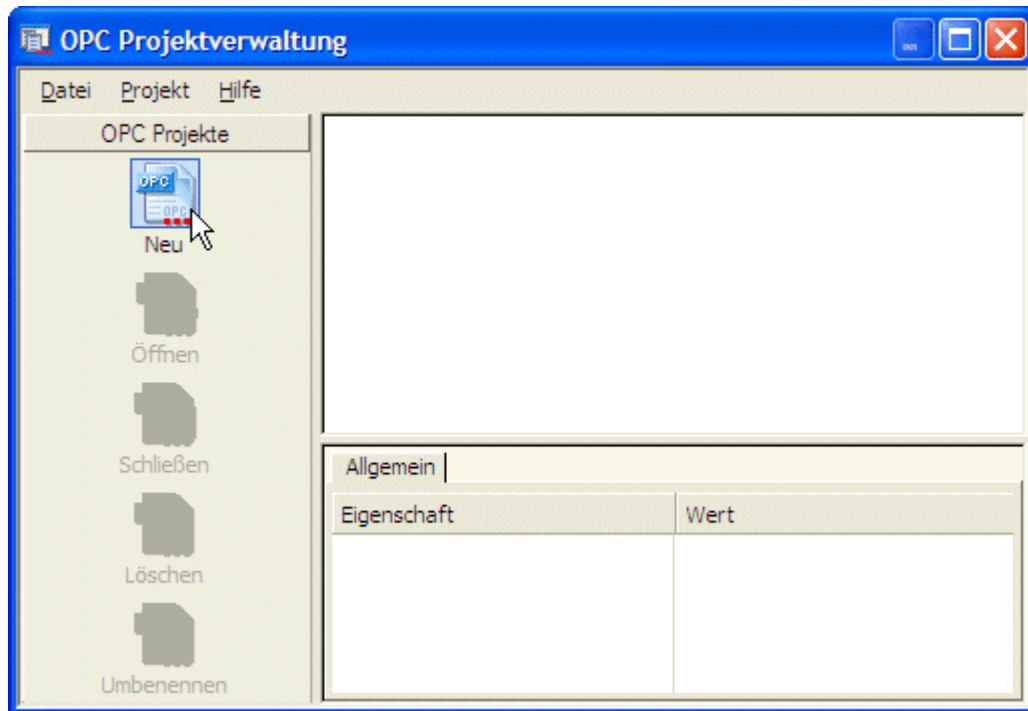 OPC Projektverwaltung
Datei Projekt Hilfe
OPC Projekte
OPC
OPC
Neu
Öffnen
Schließen
Löschen
Umbenennen
Allgemein
Eigenschaft Wert